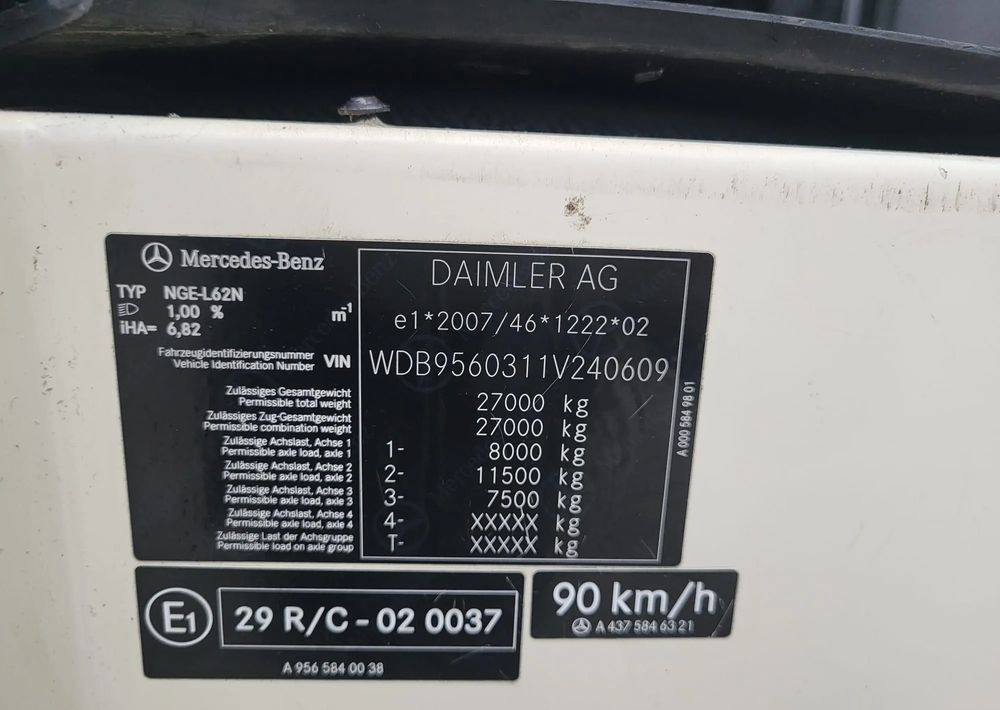 Mercedes-Benz
TYP NGE-L62N
1,00 % m-1
iHA= 6,82
DAIMLER AG
e1*2007/46*1222*02
Fahrzeugidentifizierungsnummer
Vehicle Identification Number VIN WDB9560311V240609
Zulässiges Gesamtgewicht
Permissible total weight 27000 kg
Zulässiges Zug-Gesamtgewicht
Permissible combination weight 27000 kg
Zulässige Achslast, Achse 1
Permissible axle load, axle 1 1- 8000 kg
Zulässige Achslast, Achse 2
Permissible axle load, axle 2 2- 11500 kg
Zulässige Achslast, Achse 3
Permissible axle load, axle 3 3- 7500 kg
Zulässige Achslast, Achse 4
Permissible axle load, axle 4 4- XXXXX kg
Zulässige Last der Achsgruppe
Permissible load on axle group T- XXXXX kg
A 000 584 98 01
E1 29 R/C - 02 0037
A 956 584 00 38
90 km/h
A 437 584 63 21